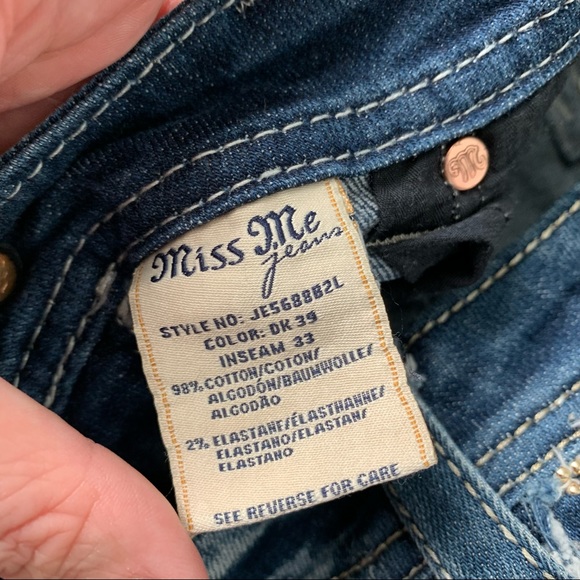 Miss Me
jeans
STYLE NO: JE5688B2L
COLOR: DK 39
INSEAM 33
98% COTTON/COTON/
ALGODÓN/BAUMWOLLE/
ALGODÃO
2% ELASTANE/ÉLASTHANNE/
ELASTANO/ELASTAN/
ELASTANO
SEE REVERSE FOR CARE